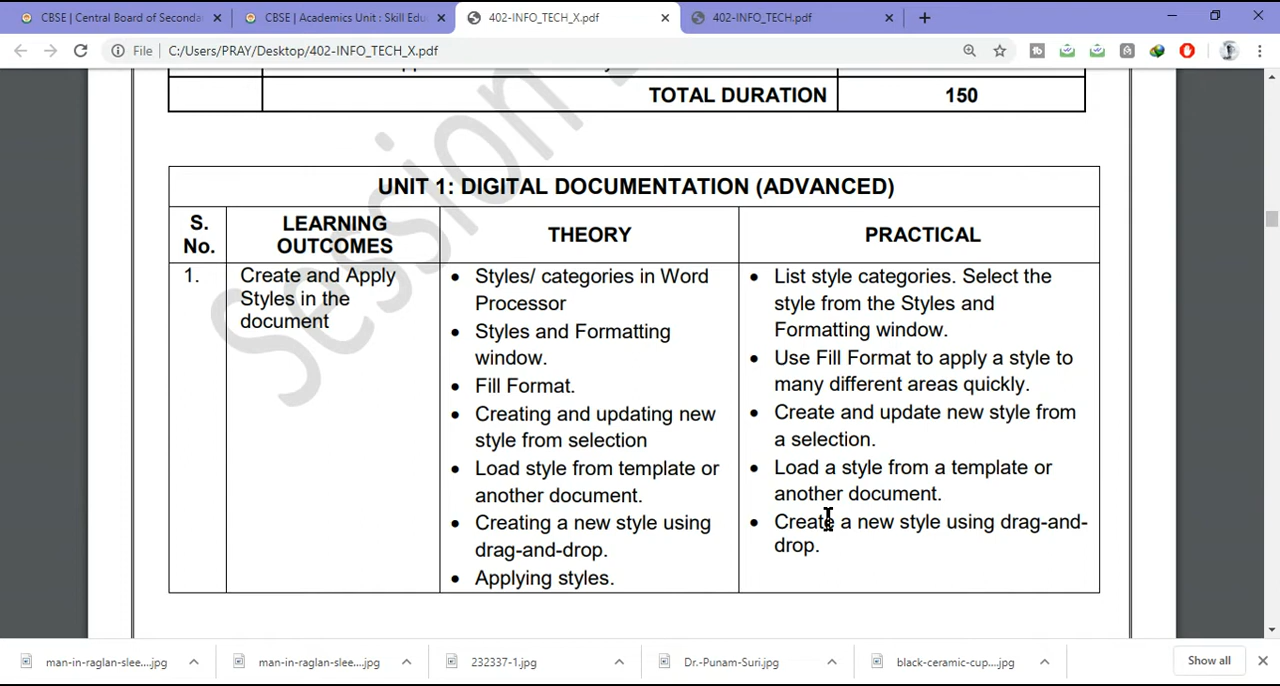 CBSE | Central Board of Seconda
CBSE | Academics Unit : Skill Edu
402-INFO_TECH_X.pdf
402-INFO_TECH.pdf
File
C:/Users/PRAY/Desktop/402-INFO_TECH_X.pdf
TOTAL DURATION 150
Session
UNIT 1: DIGITAL DOCUMENTATION (ADVANCED)
S. No.
LEARNING OUTCOMES
THEORY
PRACTICAL
1.
Create and Apply
Styles in the
document
• Styles/ categories in Word
Processor
• Styles and Formatting
window.
• Fill Format.
• Creating and updating new
style from selection
• Load style from template or
another document.
• Creating a new style using
drag-and-drop.
• Applying styles.
• List style categories. Select the
style from the Styles and
Formatting window.
• Use Fill Format to apply a style to
many different areas quickly.
• Create and update new style from
a selection.
• Load a style from a template or
another document.
• Create a new style using drag-and-
drop.
man-in-raglan-slee....jpg
man-in-raglan-slee....jpg
232337-1.jpg
Dr.-Punam-Suri.jpg
black-ceramic-cup....jpg
Show all